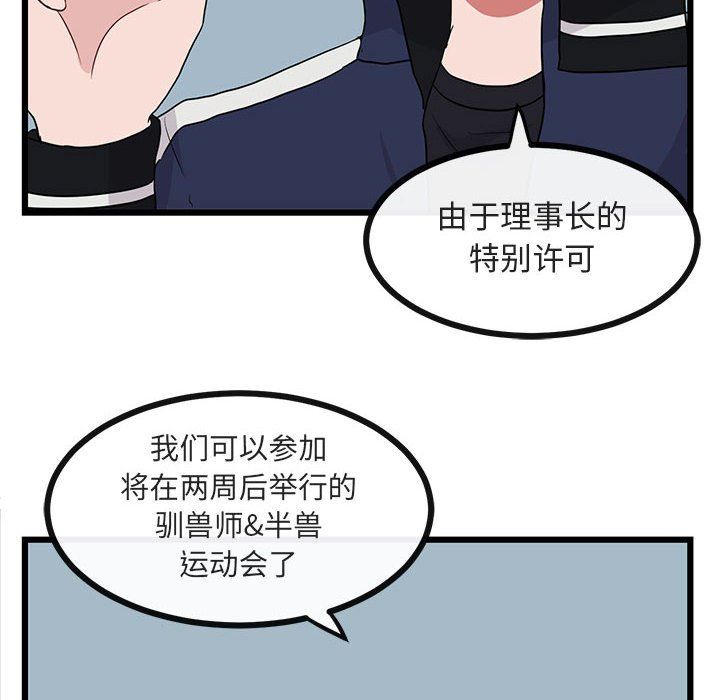 由于理事长的
特别许可
我们可以参加
将在两周后举行的
驯兽师&半兽
运动会了